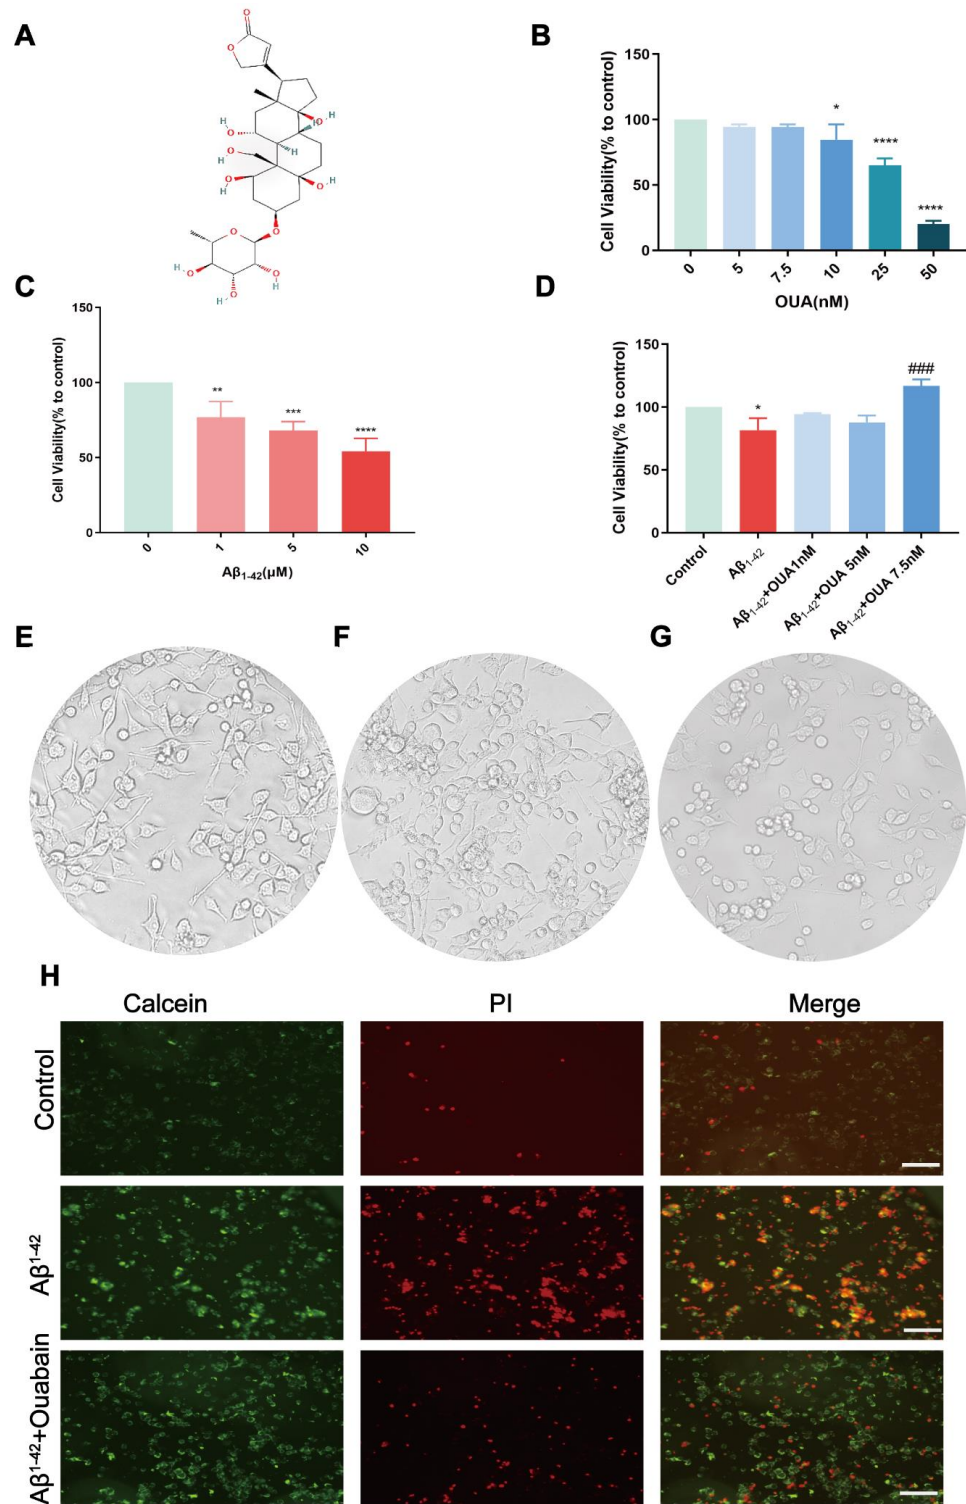 A
O
O
H
O
H
H
O
H
H
O
H
O
O
H
O
H
O
O
H
O
O
H
O
H
B
Cell Viability(% to control)
150
100
50
0
*
****
****
0
5
7.5
10
25
50
OUA(nM)
C
Cell Viability(% to control)
150
100
50
0
**
***
****
0
1
5
10
Aβ₁₋₄₂(μM)
D
Cell Viability(% to control)
150
100
50
0
*
###
Control
Aβ₁₋₄₂
Aβ₁₋₄₂+OUA1nM
Aβ₁₋₄₂+OUA 5nM
Aβ₁₋₄₂+OUA 7.5nM
E
F
G
H
Calcein
PI
Merge
Control
Aβ¹⁻⁴²
Aβ¹⁻⁴²+Ouabain